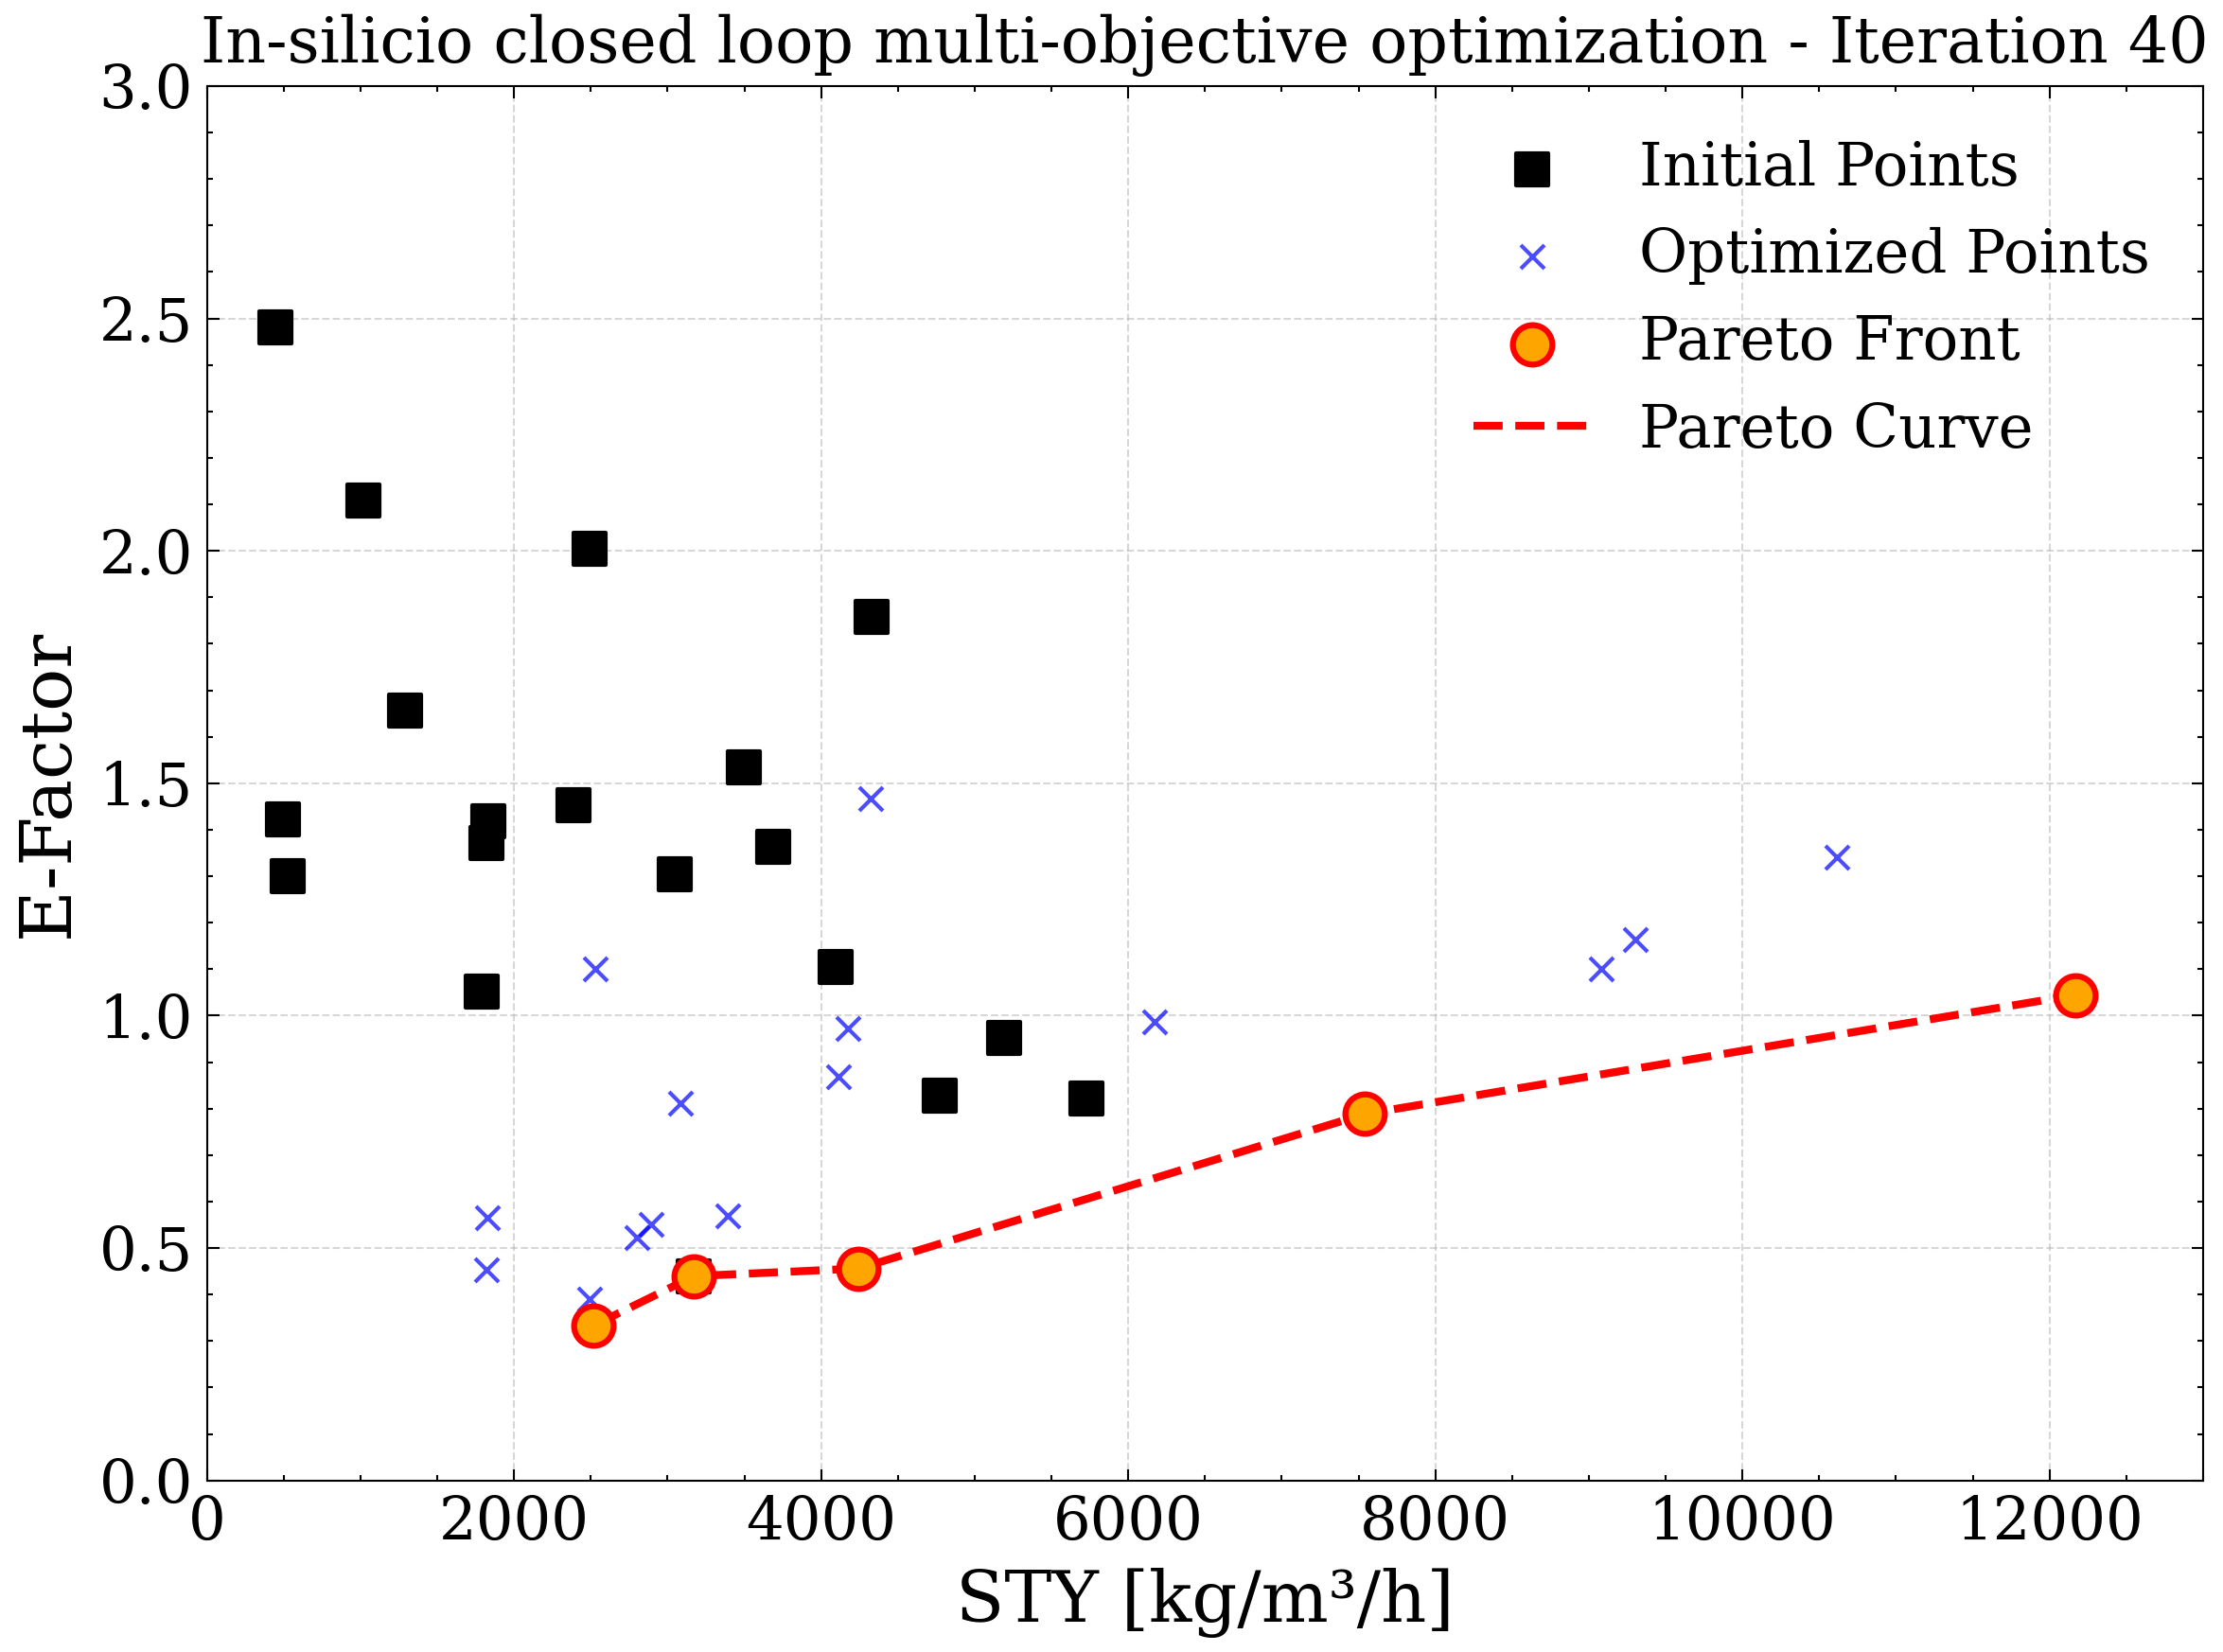 In-silicio closed loop multi-objective optimization - Iteration 40
Initial Points
Optimized Points
Pareto Front
Pareto Curve
E-Factor
3.0
2.5
2.0
1.5
1.0
0.5
0.0
0 2000 4000 6000 8000 10000 12000
STY [kg/m³/h]